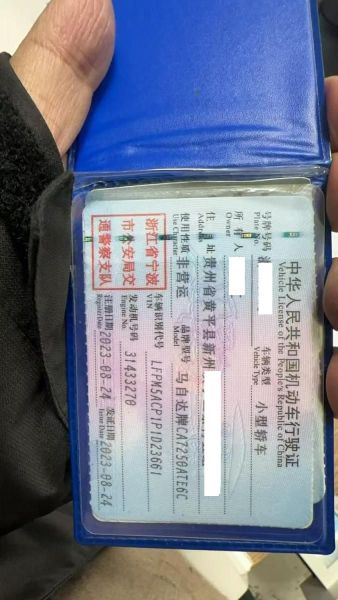 中华人民共和国机动车行驶证
Vehicle License of the People's Republic of China
号牌号码
Plate No.
车辆类型 小型轿车
Vehicle Type
所有人
Owner
住址 贵州省黄平县新州
Address
使用性质 非营运
Use Character
品牌型号 马自达牌CA7250ATE6C
Model
浙江省宁波
市公安局交
通警察支队
车辆识别代号 LFPM5ACP1P1D23661
VIN
发动机号码 31433270
Engine No.
注册日期 2023-08-24
Register Date
发证日期 2023-08-24
Issue Date